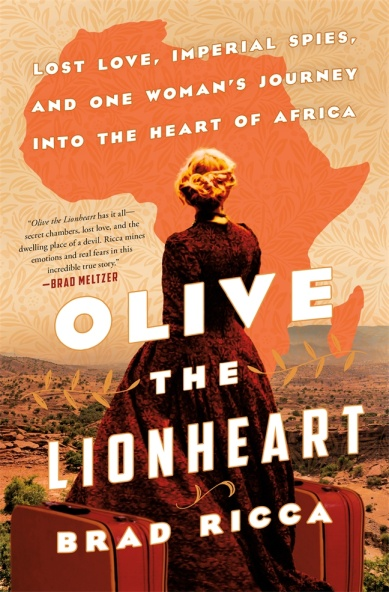 LOST LOVE, IMPERIAL SPIES,
AND ONE WOMAN'S JOURNEY
INTO THE HEART OF AFRICA
"Olive the Lionheart has it all—
secret chambers, lost love, and the
dwelling place of a devil. Ricca mines
emotions and real fears in this
incredible true story."
—BRAD MELTZER
OLIVE
THE
LIONHEART
BRAD RICCA